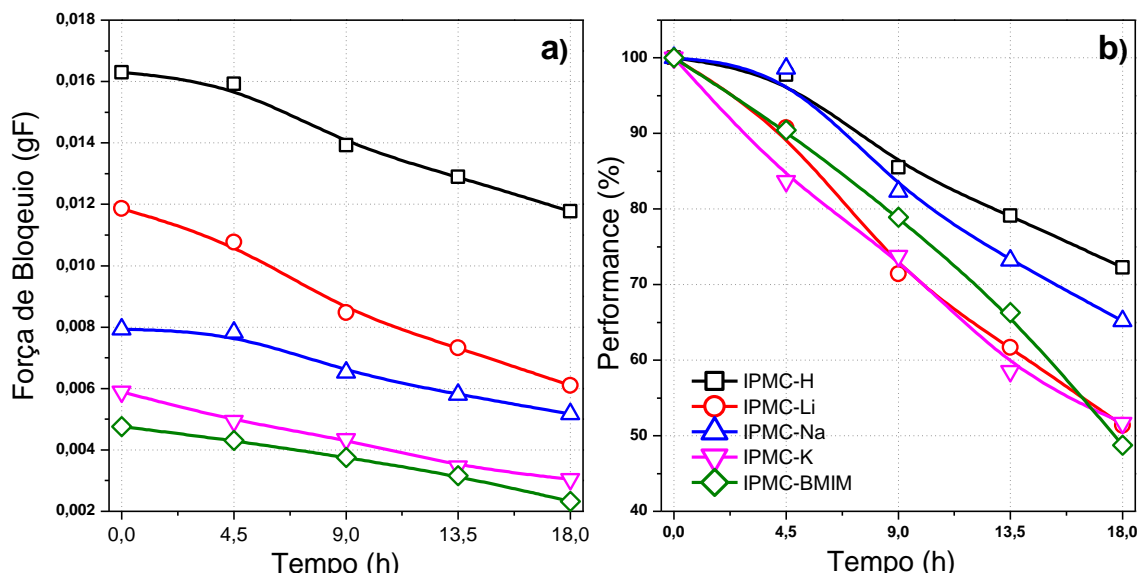 a)
0,018
0,016
0,014
0,012
0,010
0,008
0,006
0,004
0,002
Força de Bloqeuio (gF)
0,0 4,5 9,0 13,5 18,0
Tempo (h)
b)
100
90
80
70
60
50
40
Performance (%)
IPMC-H
IPMC-Li
IPMC-Na
IPMC-K
IPMC-BMIM
0,0 4,5 9,0 13,5 18,0
Tempo (h)